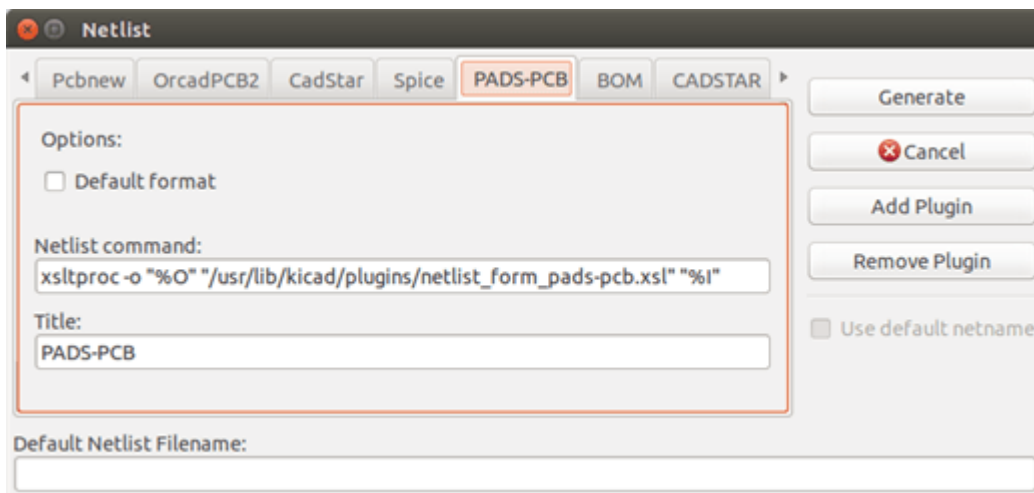 Netlist
Pcbnew OrcadPCB2 CadStar Spice PADS-PCB BOM CADSTAR
Generate
Options:
Cancel
Default format
Add Plugin
Netlist command:
Remove Plugin
xsltproc -o "%O" "/usr/lib/kicad/plugins/netlist_form_pads-pcb.xsl" "%I"
Title:
Use default netname
PADS-PCB
Default Netlist Filename: